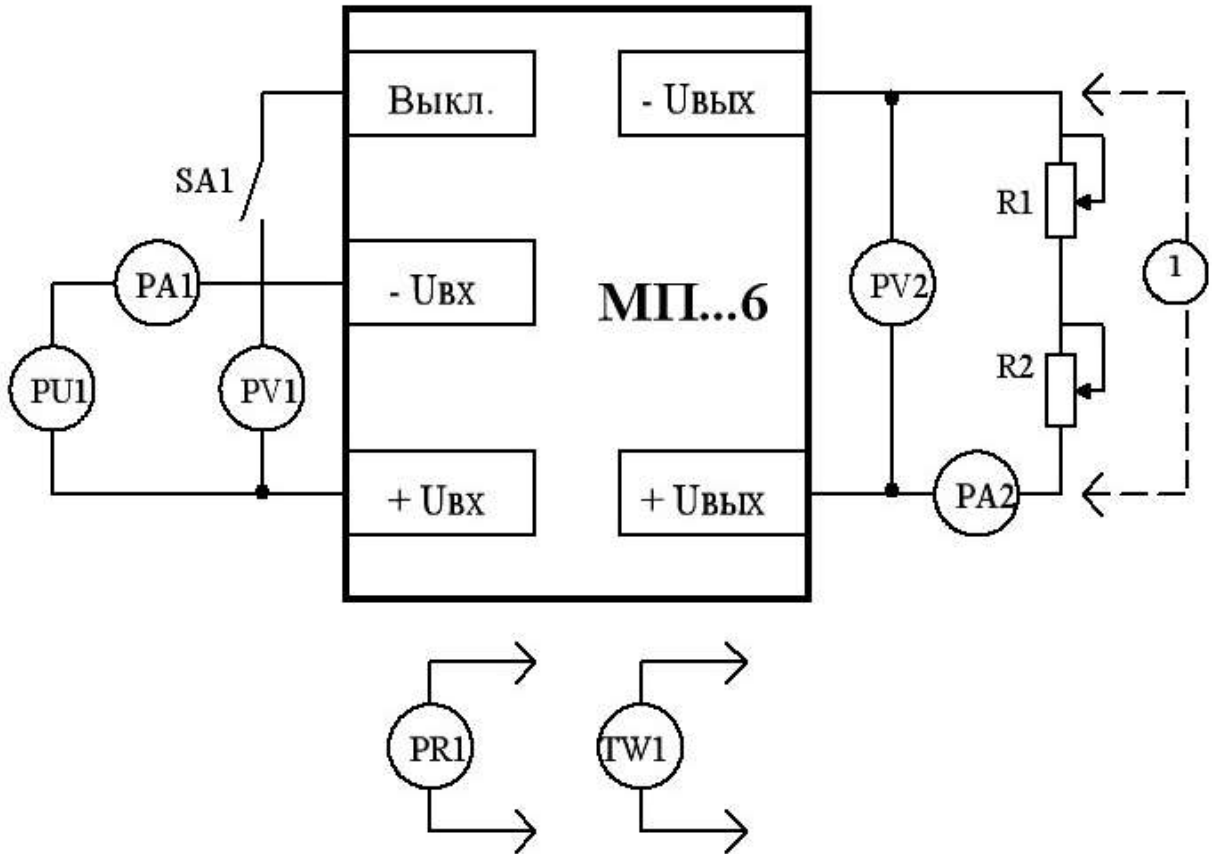 Выкл.
- Uвых
SA1
R1
PA1
- Uвх
МП...6
PV2
1
PU1
PV1
R2
+ Uвх
+ Uвых
PA2
PR1
TW1